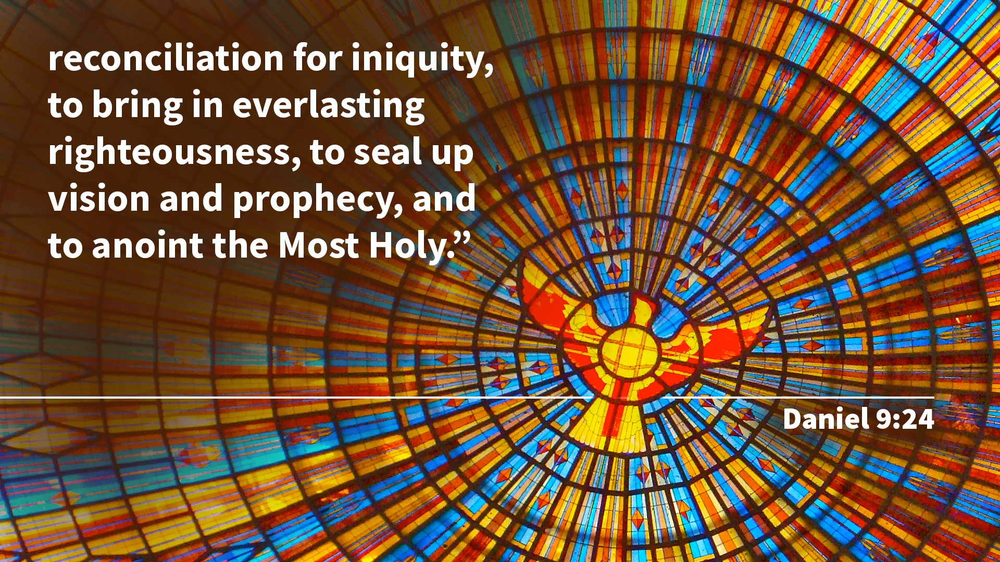 reconciliation for iniquity,
to bring in everlasting
righteousness, to seal up
vision and prophecy, and
to anoint the Most Holy.”
Daniel 9:24